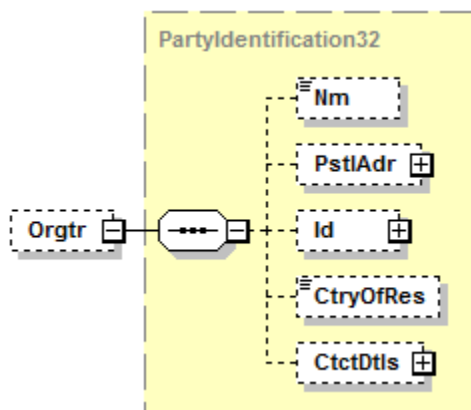 PartyIdentification32
Nm
PstlAdr
Orgtr
Id
CtryOfRes
CtctDtls